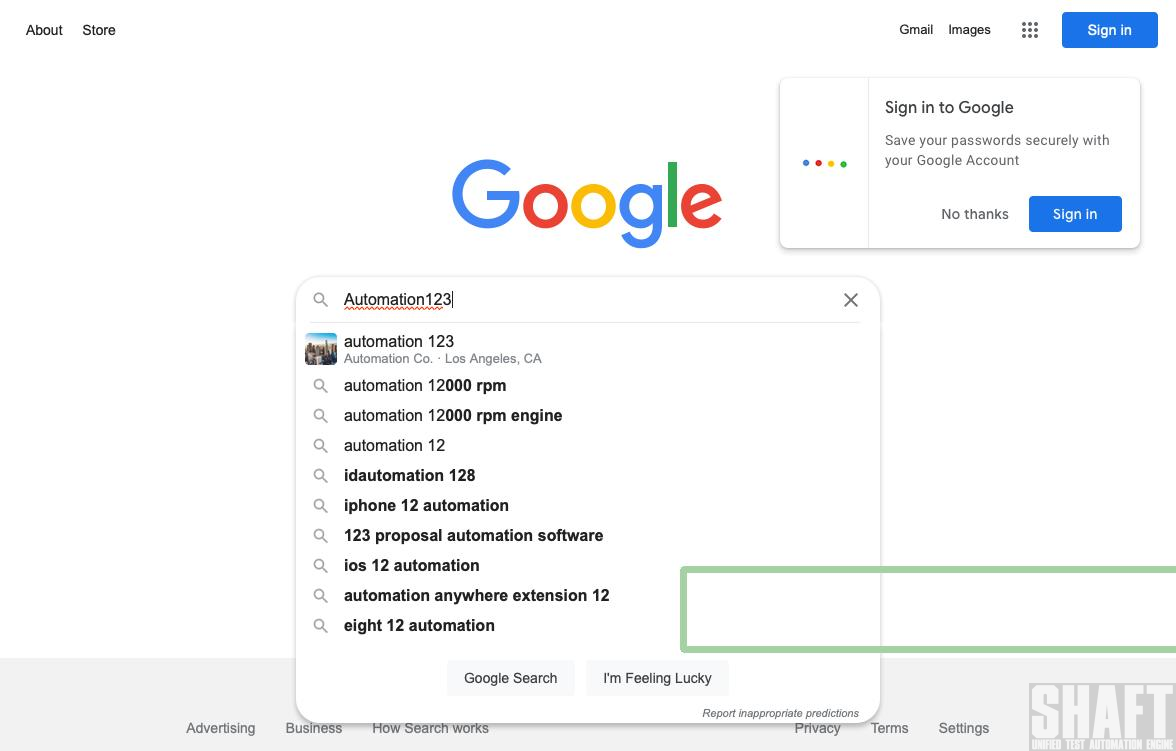 About Store
Gmail Images
Sign in
Sign in to Google
Save your passwords securely with
your Google Account
No thanks Sign in
Google
Automation123
automation 123
Automation Co. · Los Angeles, CA
automation 12000 rpm
automation 12000 rpm engine
automation 12
idautomation 128
iphone 12 automation
123 proposal automation software
ios 12 automation
automation anywhere extension 12
eight 12 automation
Google Search I'm Feeling Lucky
Report inappropriate predictions
Advertising Business How Search works Privacy Terms Settings
SHAFT
UNIFIED TEST AUTOMATION ENGINE